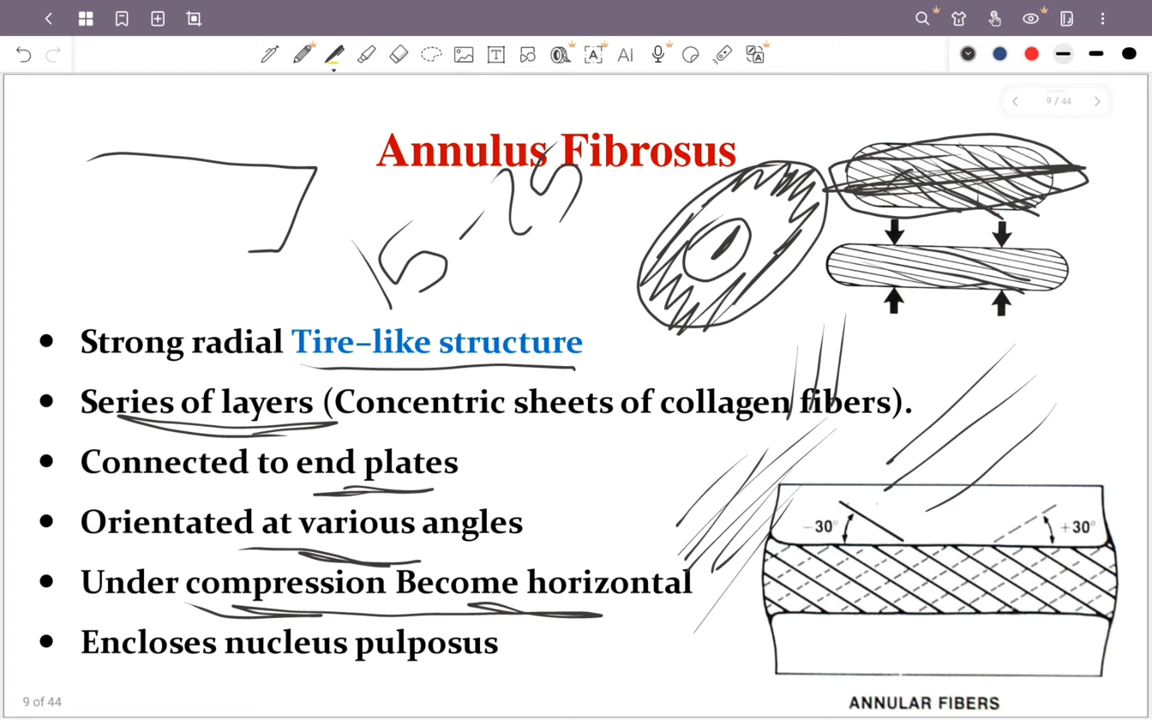 9 / 44
Annulus Fibrosus
15 - 25
• Strong radial Tire-like structure
• Series of layers (Concentric sheets of collagen fibers).
• Connected to end plates
• Orientated at various angles
• Under compression Become horizontal
• Encloses nucleus pulposus
-30° +30°
ANNULAR FIBERS
9 of 44